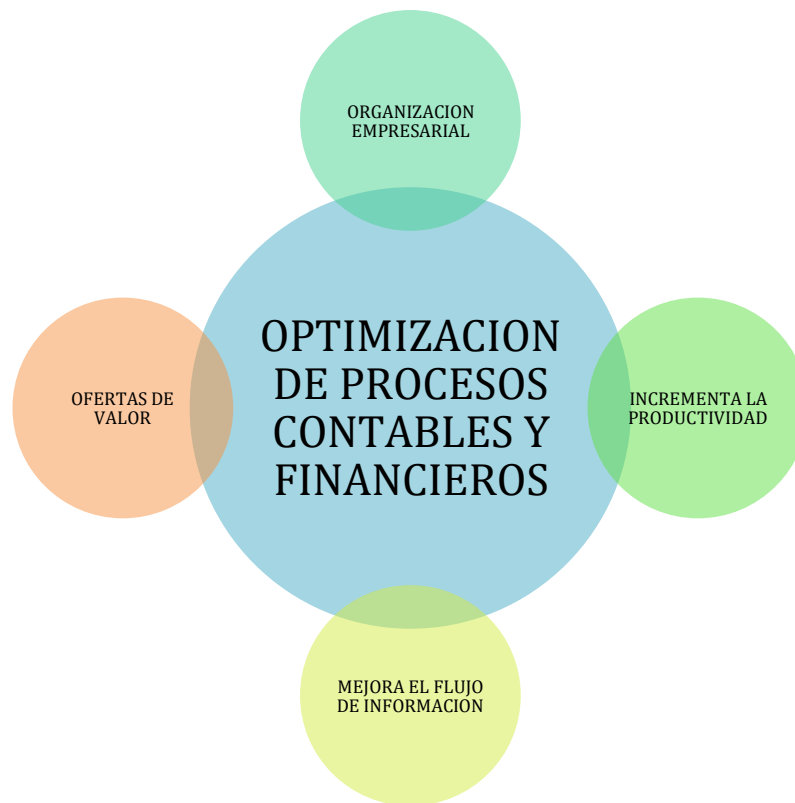 ORGANIZACION
EMPRESARIAL
OPTIMIZACION
DE PROCESOS
CONTABLES Y
FINANCIEROS
OFERTAS DE
VALOR
INCREMENTA LA
PRODUCTIVIDAD
MEJORA EL FLUJO
DE INFORMACION